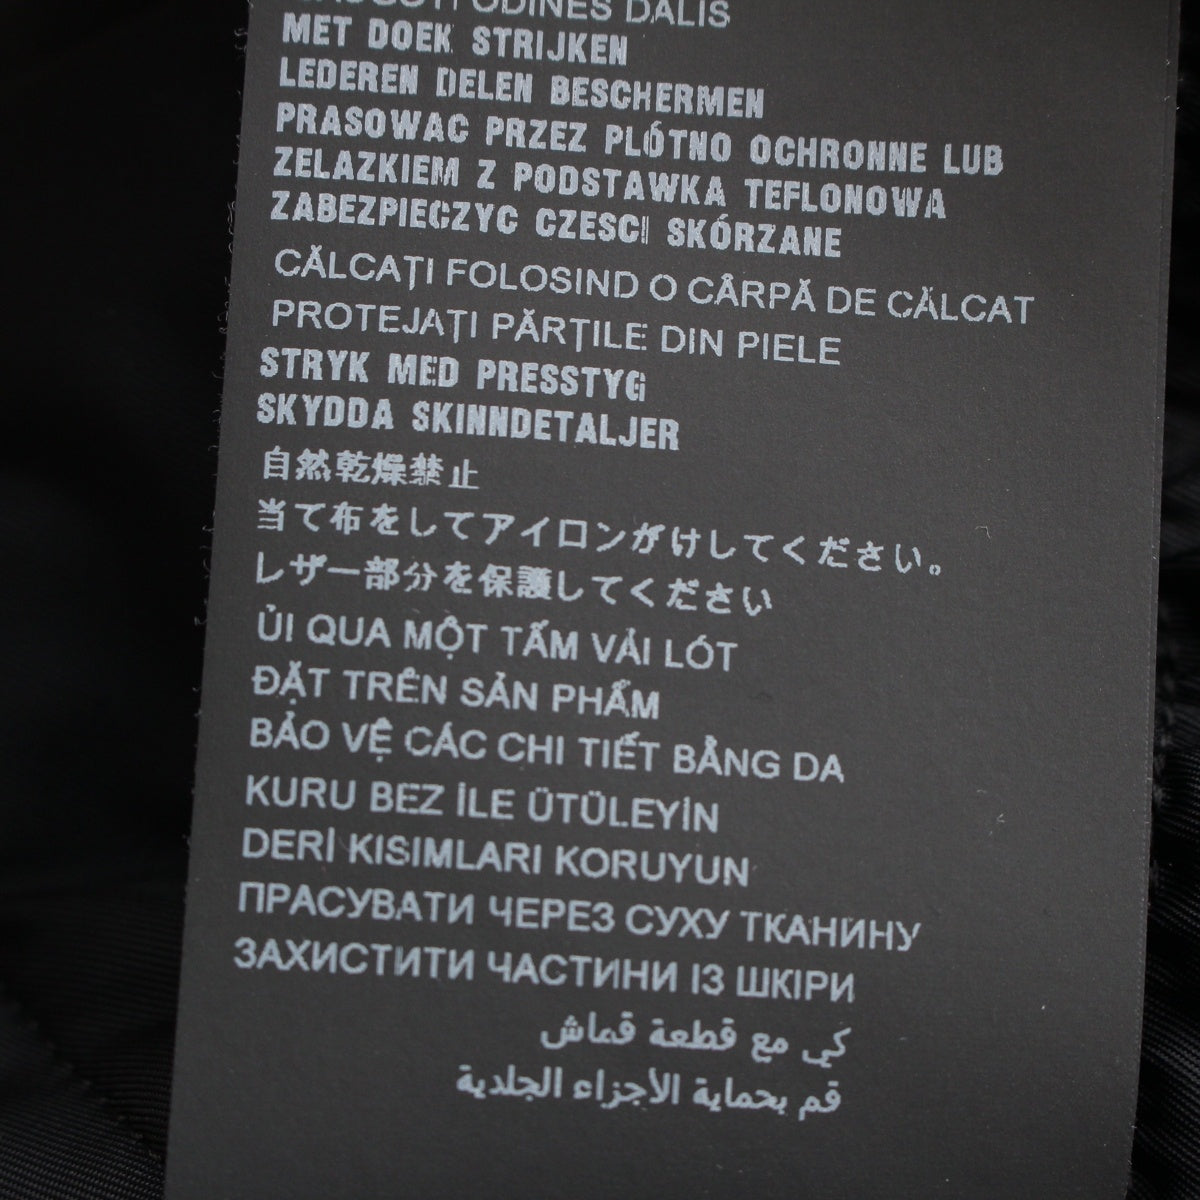 SAUGOTI ODINES DALIS
MET DOEK STRIJKEN
LEDEREN DELEN BESCHERMEN
PRASOWAC PRZEZ PLÓTNO OCHRONNE LUB
ZELAZKIEM Z PODSTAWKA TEFLONOWA
ZABEZPIECZYC CZESCI SKÓRZANE
CĂLCAȚI FOLOSIND O CÂRPĂ DE CĂLCAT
PROTEJAȚI PĂRȚILE DIN PIELE
STRYK MED PRESSTYG
SKYDDA SKINNDETALJER
自然乾燥禁止
当て布をしてアイロンがけしてください。
レザー部分を保護してください
ỦI QUA MỘT TẤM VẢI LÓT
ĐẶT TRÊN SẢN PHẨM
BẢO VỆ CÁC CHI TIẾT BẰNG DA
KURU BEZ İLE ÜTÜLEYİN
DERİ KISIMLARI KORUYUN
ПРАСУВАТИ ЧЕРЕЗ СУХУ ТКАНИНУ
ЗАХИСТИТИ ЧАСТИНИ ІЗ ШКІРИ
كي مع قطعة قماش
قم بحماية الأجزاء الجلدية